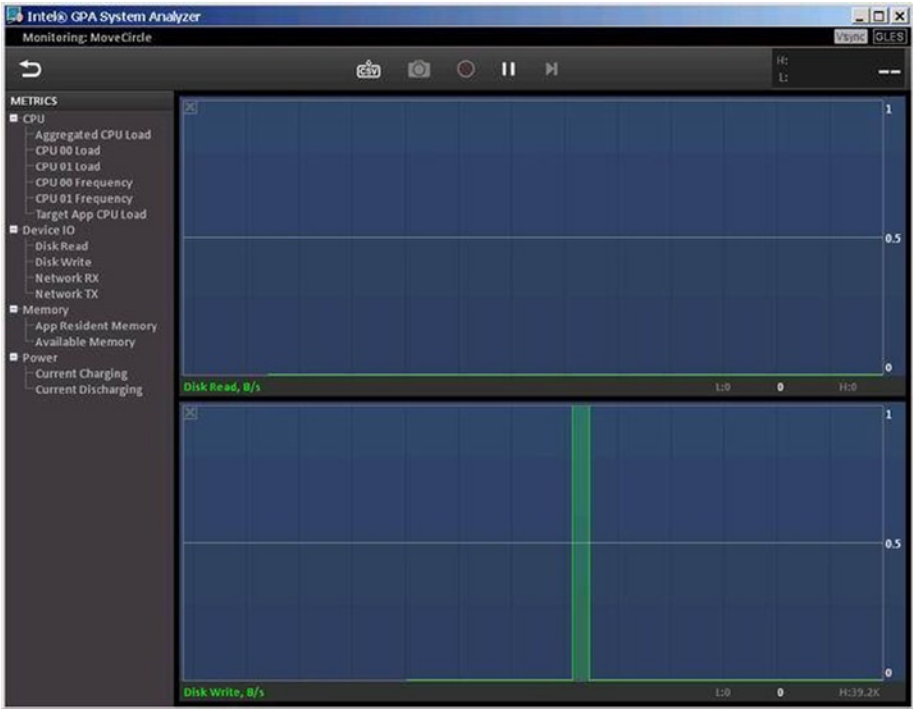 Intel® GPA System Analyzer
Monitoring: MoveCircle
Vsync GLES
CSV
H:
L:
--
METRICS
CPU
Aggregated CPU Load
CPU 00 Load
CPU 01 Load
CPU 00 Frequency
CPU 01 Frequency
Target App CPU Load
Device IO
Disk Read
Disk Write
Network RX
Network TX
Memory
App Resident Memory
Available Memory
Power
Current Charging
Current Discharging
1
0.5
0
Disk Read, B/s L:0 0 H:0
1
0.5
0
Disk Write, B/s L:0 0 H:39.2K